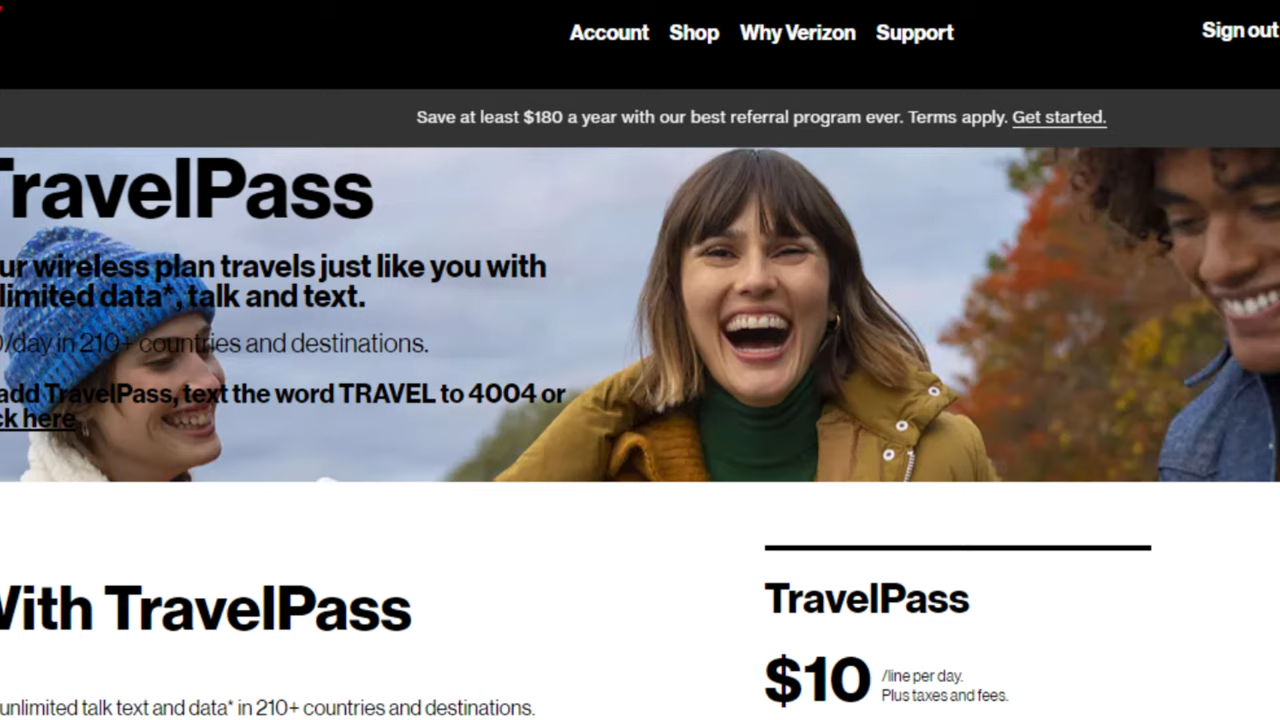 Account Shop Why Verizon Support Sign out
Save at least $180 a year with our best referral program ever. Terms apply. Get started.
TravelPass
ur wireless plan travels just like you with
limited data*, talk and text.
0/day in 210+ countries and destinations.
add TravelPass, text the word TRAVEL to 4004 or
ck here
With TravelPass
unlimited talk text and data* in 210+ countries and destinations.
TravelPass
$10 /line per day.
Plus taxes and fees.